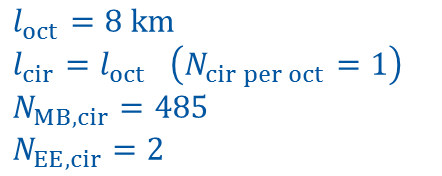 l_oct = 8 km
l_cir = l_oct (N_cir per oct = 1)
N_MB,cir = 485
N_EE,cir = 2